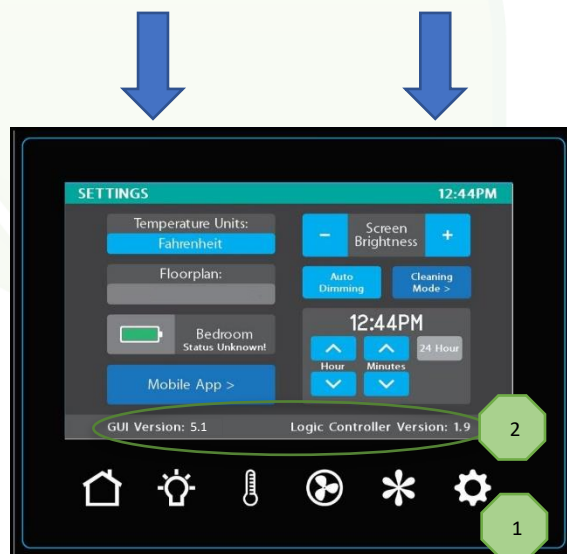 SETTINGS 12:44PM
Temperature Units:
Fahrenheit
Floorplan:
Bedroom
Status Unknown!
Mobile App >
- Screen Brightness +
Auto Dimming
Cleaning Mode >
12:44PM
24 Hour
Hour Minutes
GUI Version: 5.1 Logic Controller Version: 1.9
2
1